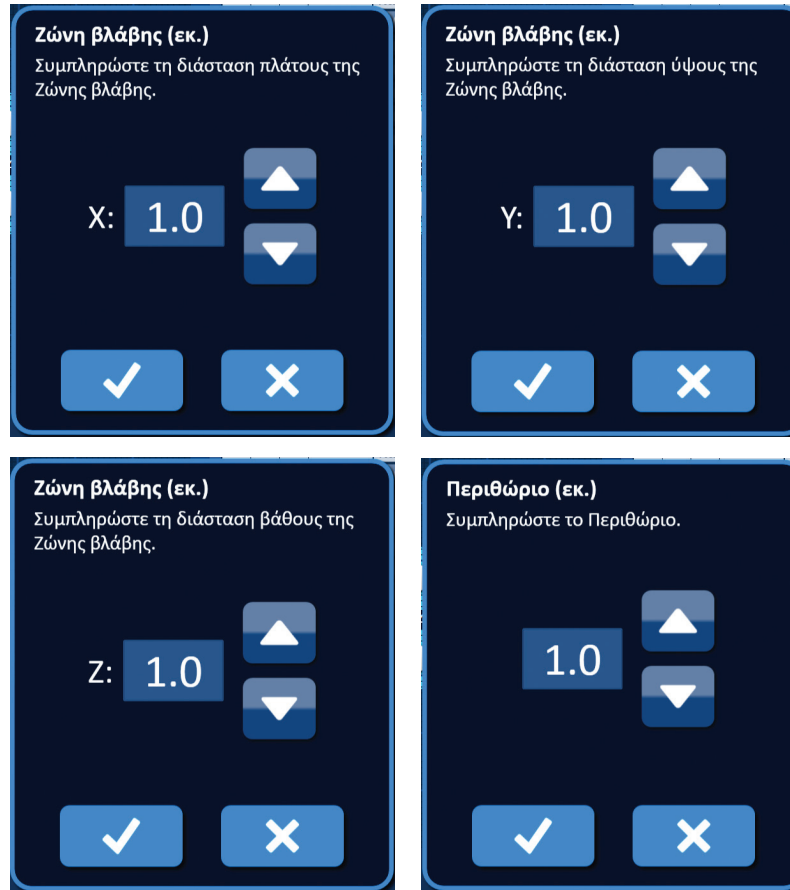 Ζώνη βλάβης (εκ.)
Συμπληρώστε τη διάσταση πλάτους της
Ζώνης βλάβης.
X: 1.0
Ζώνη βλάβης (εκ.)
Συμπληρώστε τη διάσταση ύψους της
Ζώνης βλάβης.
Y: 1.0
Ζώνη βλάβης (εκ.)
Συμπληρώστε τη διάσταση βάθους της
Ζώνης βλάβης.
Z: 1.0
Περιθώριο (εκ.)
Συμπληρώστε το Περιθώριο.
1.0